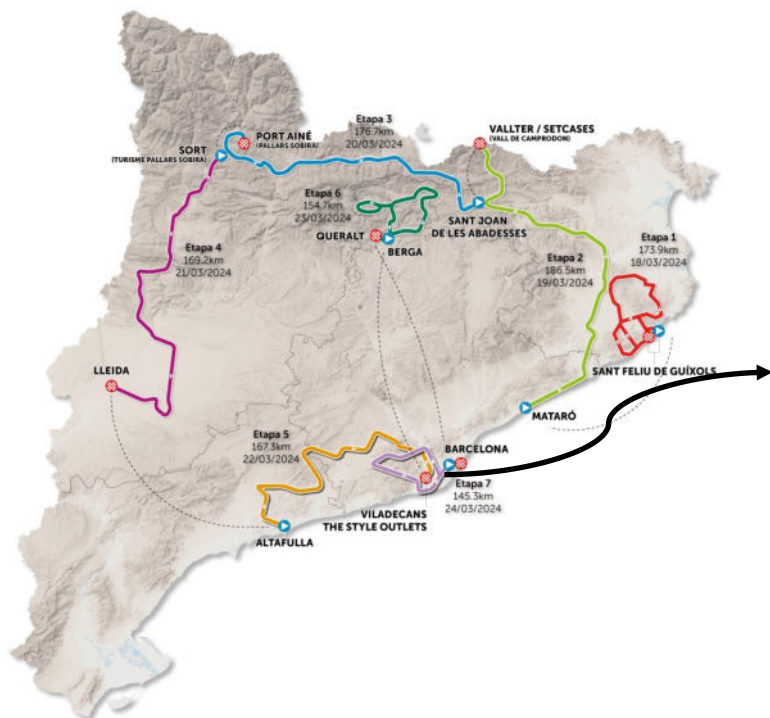 Etapa 3
176.7km
20/03/2024
VALLTER / SETCASES
(VALL DE CAMPRODON)
PORT AINÉ
(PALLARS SOBIRÀ)
SORT
(TURISME PALLARS SOBIRÀ)
Etapa 6
154.7km
23/03/2024
SANT JOAN
DE LES ABADESSES
QUERALT
BERGA
Etapa 1
173.9km
18/03/2024
Etapa 4
169.2km
21/03/2024
Etapa 2
186.5km
19/03/2024
LLEIDA
SANT FELIU DE GUÍXOLS
MATARÓ
Etapa 5
167.3km
22/03/2024
BARCELONA
Etapa 7
145.3km
24/03/2024
VILADECANS
THE STYLE OUTLETS
ALTAFULLA